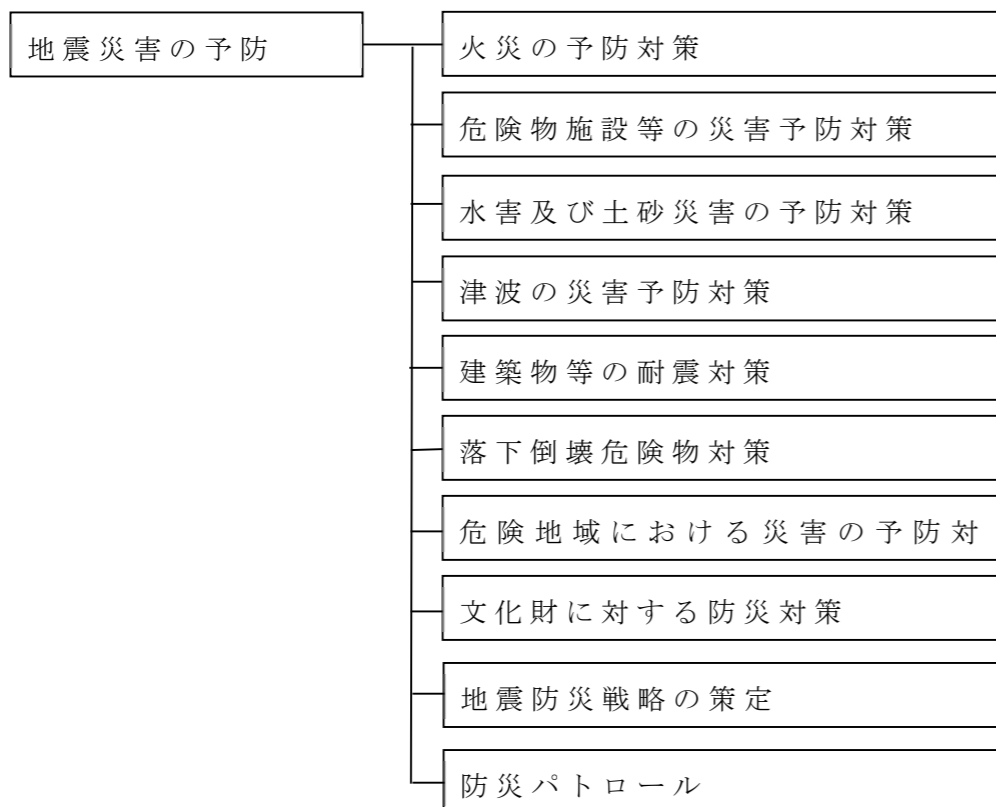 地震災害の予防
火災の予防対策
危険物施設等の災害予防対策
水害及び土砂災害の予防対策
津波の災害予防対策
建築物等の耐震対策
落下倒壊危険物対策
危険地域における災害の予防対
文化財に対する防災対策
地震防災戦略の策定
防災パトロール